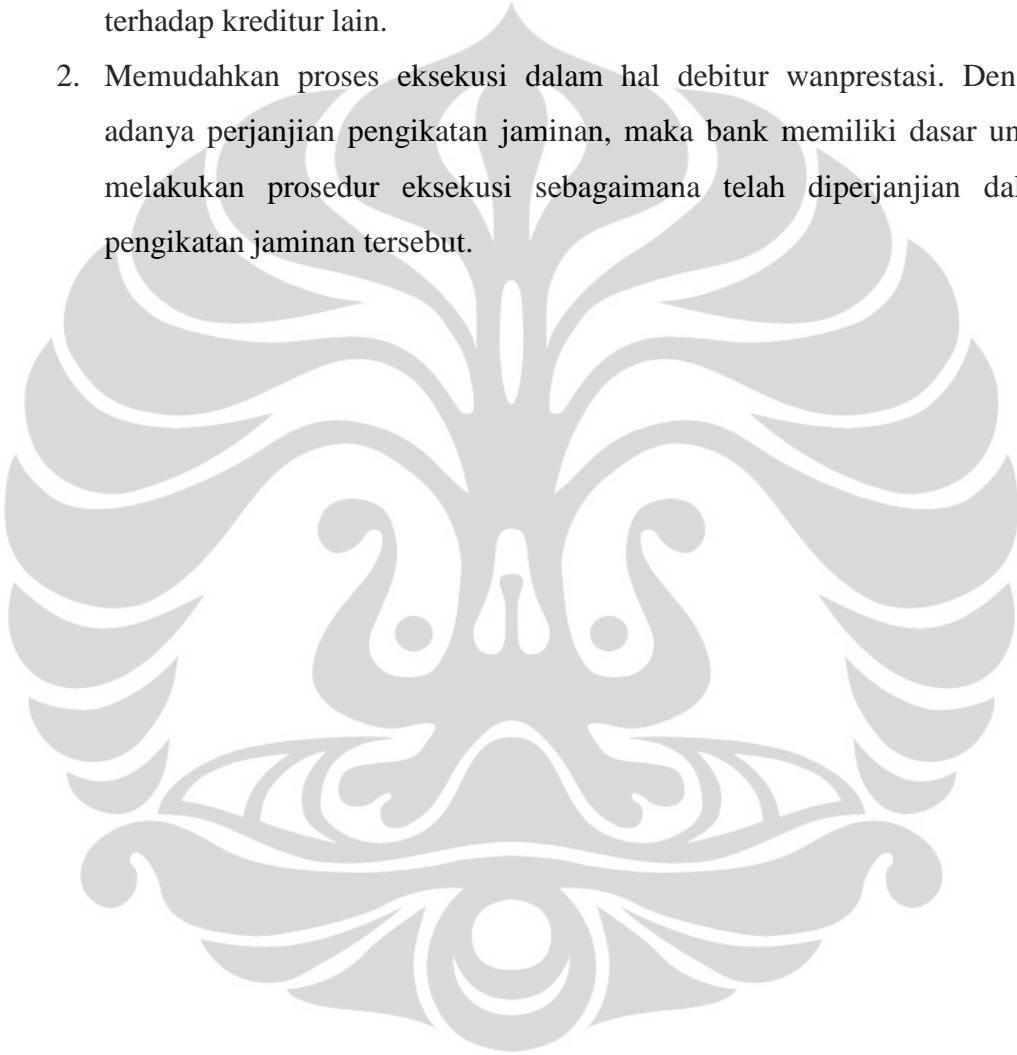 terhadap kreditur lain.
2. Memudahkan proses eksekusi dalam hal debitur wanprestasi. Den
adanya perjanjian pengikatan jaminan, maka bank memiliki dasar un
melakukan prosedur eksekusi sebagaimana telah diperjanjian dal
pengikatan jaminan tersebut.